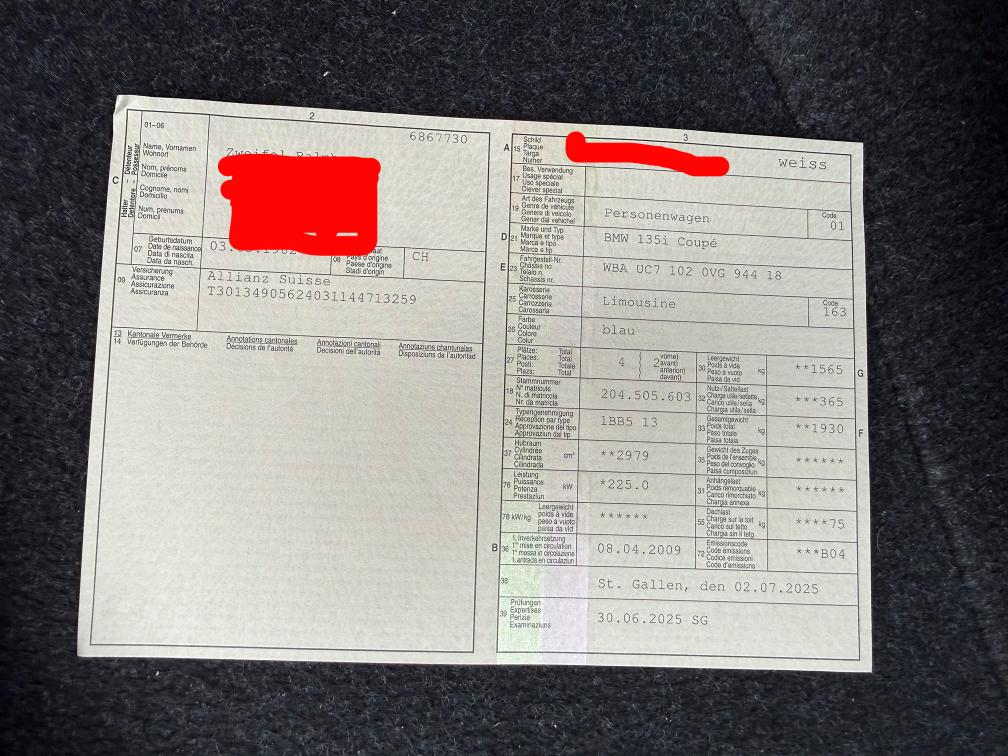 2
01-06
6867730
C
Halter - Détenteur
Detentore - Possessur
Name, Vornamen
Wohnort
Nom, prénoms
Domicile
Cognome, nomi
Domicilio
Num, prenums
Domicil
07
Geburtsdatum
Date de naissance
Data di nascita
Data da nasch.
03.
08
Pays d'origine
Paese d'origine
Stadi d'origin
CH
09
Versicherung
Assurance
Assicurazione
Assicuranza
Allianz Suisse
T30134905624031144713259
13 Kantonale Vermerke
14 Verfügungen der Behörde
Annotations cantonales
Décisions de l'autorité
Annotazioni cantonali
Decisioni dell'autorità
Annotaziuns chantunalas
Disposiziuns da l'autoritad
3
A
15
Schild
Plaque
Targa
Numer
weiss
17
Bes. Verwendung
Usage spécial
Uso speciale
Diever spezial
19
Art des Fahrzeugs
Genre de véhicule
Genere di veicolo
Gener dal vehichel
Personenwagen
Code
01
D
21
Marke und Typ
Marque et type
Marca e tipo
Marca e tip
BMW 135i Coupé
E
23
Fahrgestell-Nr.
Châssis no
Telaio n.
Schassis nr.
WBA UC7 102 0VG 944 18
25
Karosserie
Carrosserie
Carrozzeria
Carossaria
Limousine
Code
163
26
Farbe
Couleur
Colore
Colur
blau
27
Plätze: Total
Places: Total
Posti: Totale
Plazs: Total
4
2
vorne)
avant)
anteriori)
davant)
30
Leergewicht
Poids à vide
Peso a vuoto
Paisa da vid
kg
**1565
G
18
Stammnummer
N° matricule
N. di matricola
Nr. da matricla
204.505.603
32
Nutz-/Sattellast
Charge utile/sellette
Carico utile/sella
Chargia utila/sella
kg
***365
24
Typengenehmigung
Réception par type
Approvazione del tipo
Approvaziun dal tip
1BB5 13
33
Gesamtgewicht
Poids total
Peso totale
Paisa totala
kg
**1930
F
37
Hubraum
Cylindrée
Cilindrata
Cilindrada
cm³
**2979
35
Gewicht des Zuges
Poids de l'ensemble
Peso del convoglio
Paisa cumposiziun
kg
******
76
Leistung
Puissance
Potenza
Prestaziun
kW
*225.0
31
Anhängelast
Poids remorquable
Carico rimorchiato
Chargia annexa
kg
******
78 kW/kg
Leergewicht
poids à vide
peso a vuoto
paisa da vid
******
55
Dachlast
Charge sur le toit
Carico sul tetto
Chargia sin il tetg
kg
****75
B
36
1. Inverkehrsetzung
1re mise en circulation
1a messa in circolazione
1. entrada en circulaziun
08.04.2009
72
Emissionscode
Code émissions
Codice emissioni
Code d'emissiuns
***B04
38
St. Gallen, den 02.07.2025
39
Prüfungen
Expertises
Perizie
Examinaziuns
30.06.2025 SG